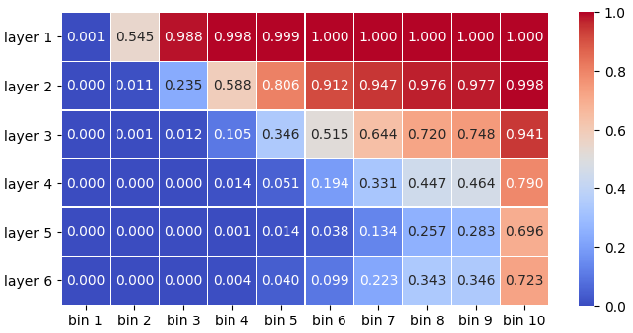 layer 1 0.001 0.545 0.988 0.998 0.999 1.000 1.000 1.000 1.000 1.000
layer 2 0.000 0.011 0.235 0.588 0.806 0.912 0.947 0.976 0.977 0.998
layer 3 0.000 0.001 0.012 0.105 0.346 0.515 0.644 0.720 0.748 0.941
layer 4 0.000 0.000 0.000 0.014 0.051 0.194 0.331 0.447 0.464 0.790
layer 5 0.000 0.000 0.000 0.001 0.014 0.038 0.134 0.257 0.283 0.696
layer 6 0.000 0.000 0.000 0.004 0.040 0.099 0.223 0.343 0.346 0.723
bin 1 bin 2 bin 3 bin 4 bin 5 bin 6 bin 7 bin 8 bin 9 bin 10
1.0
0.8
0.6
0.4
0.2
0.0